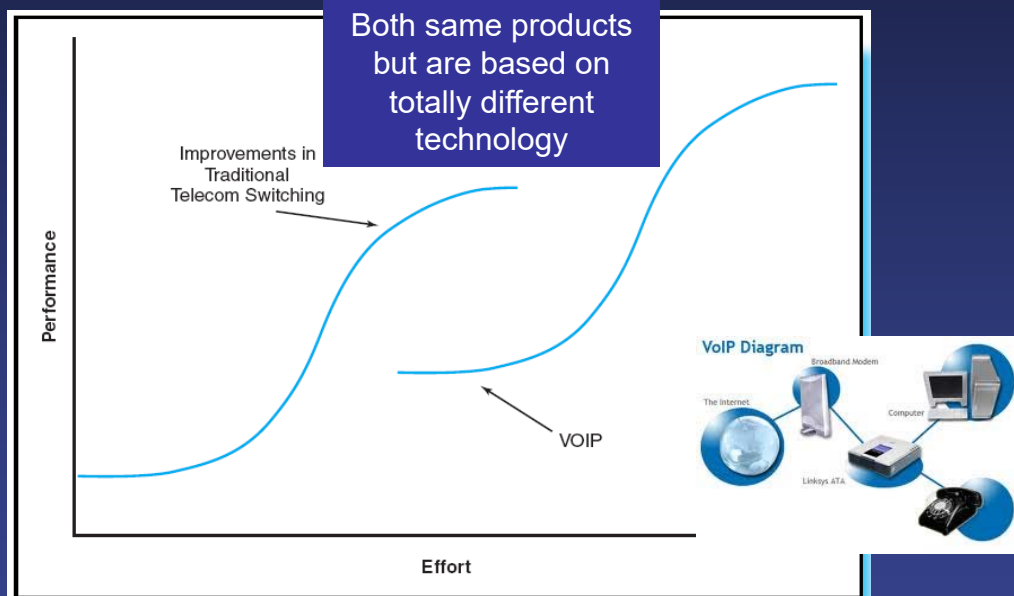 Both same products
but are based on
totally different
technology
Improvements in
Traditional
Telecom Switching
Performance
VOIP
Effort
VoIP Diagram
Broadband Modem
The Internet
Computer
Linksys ATA